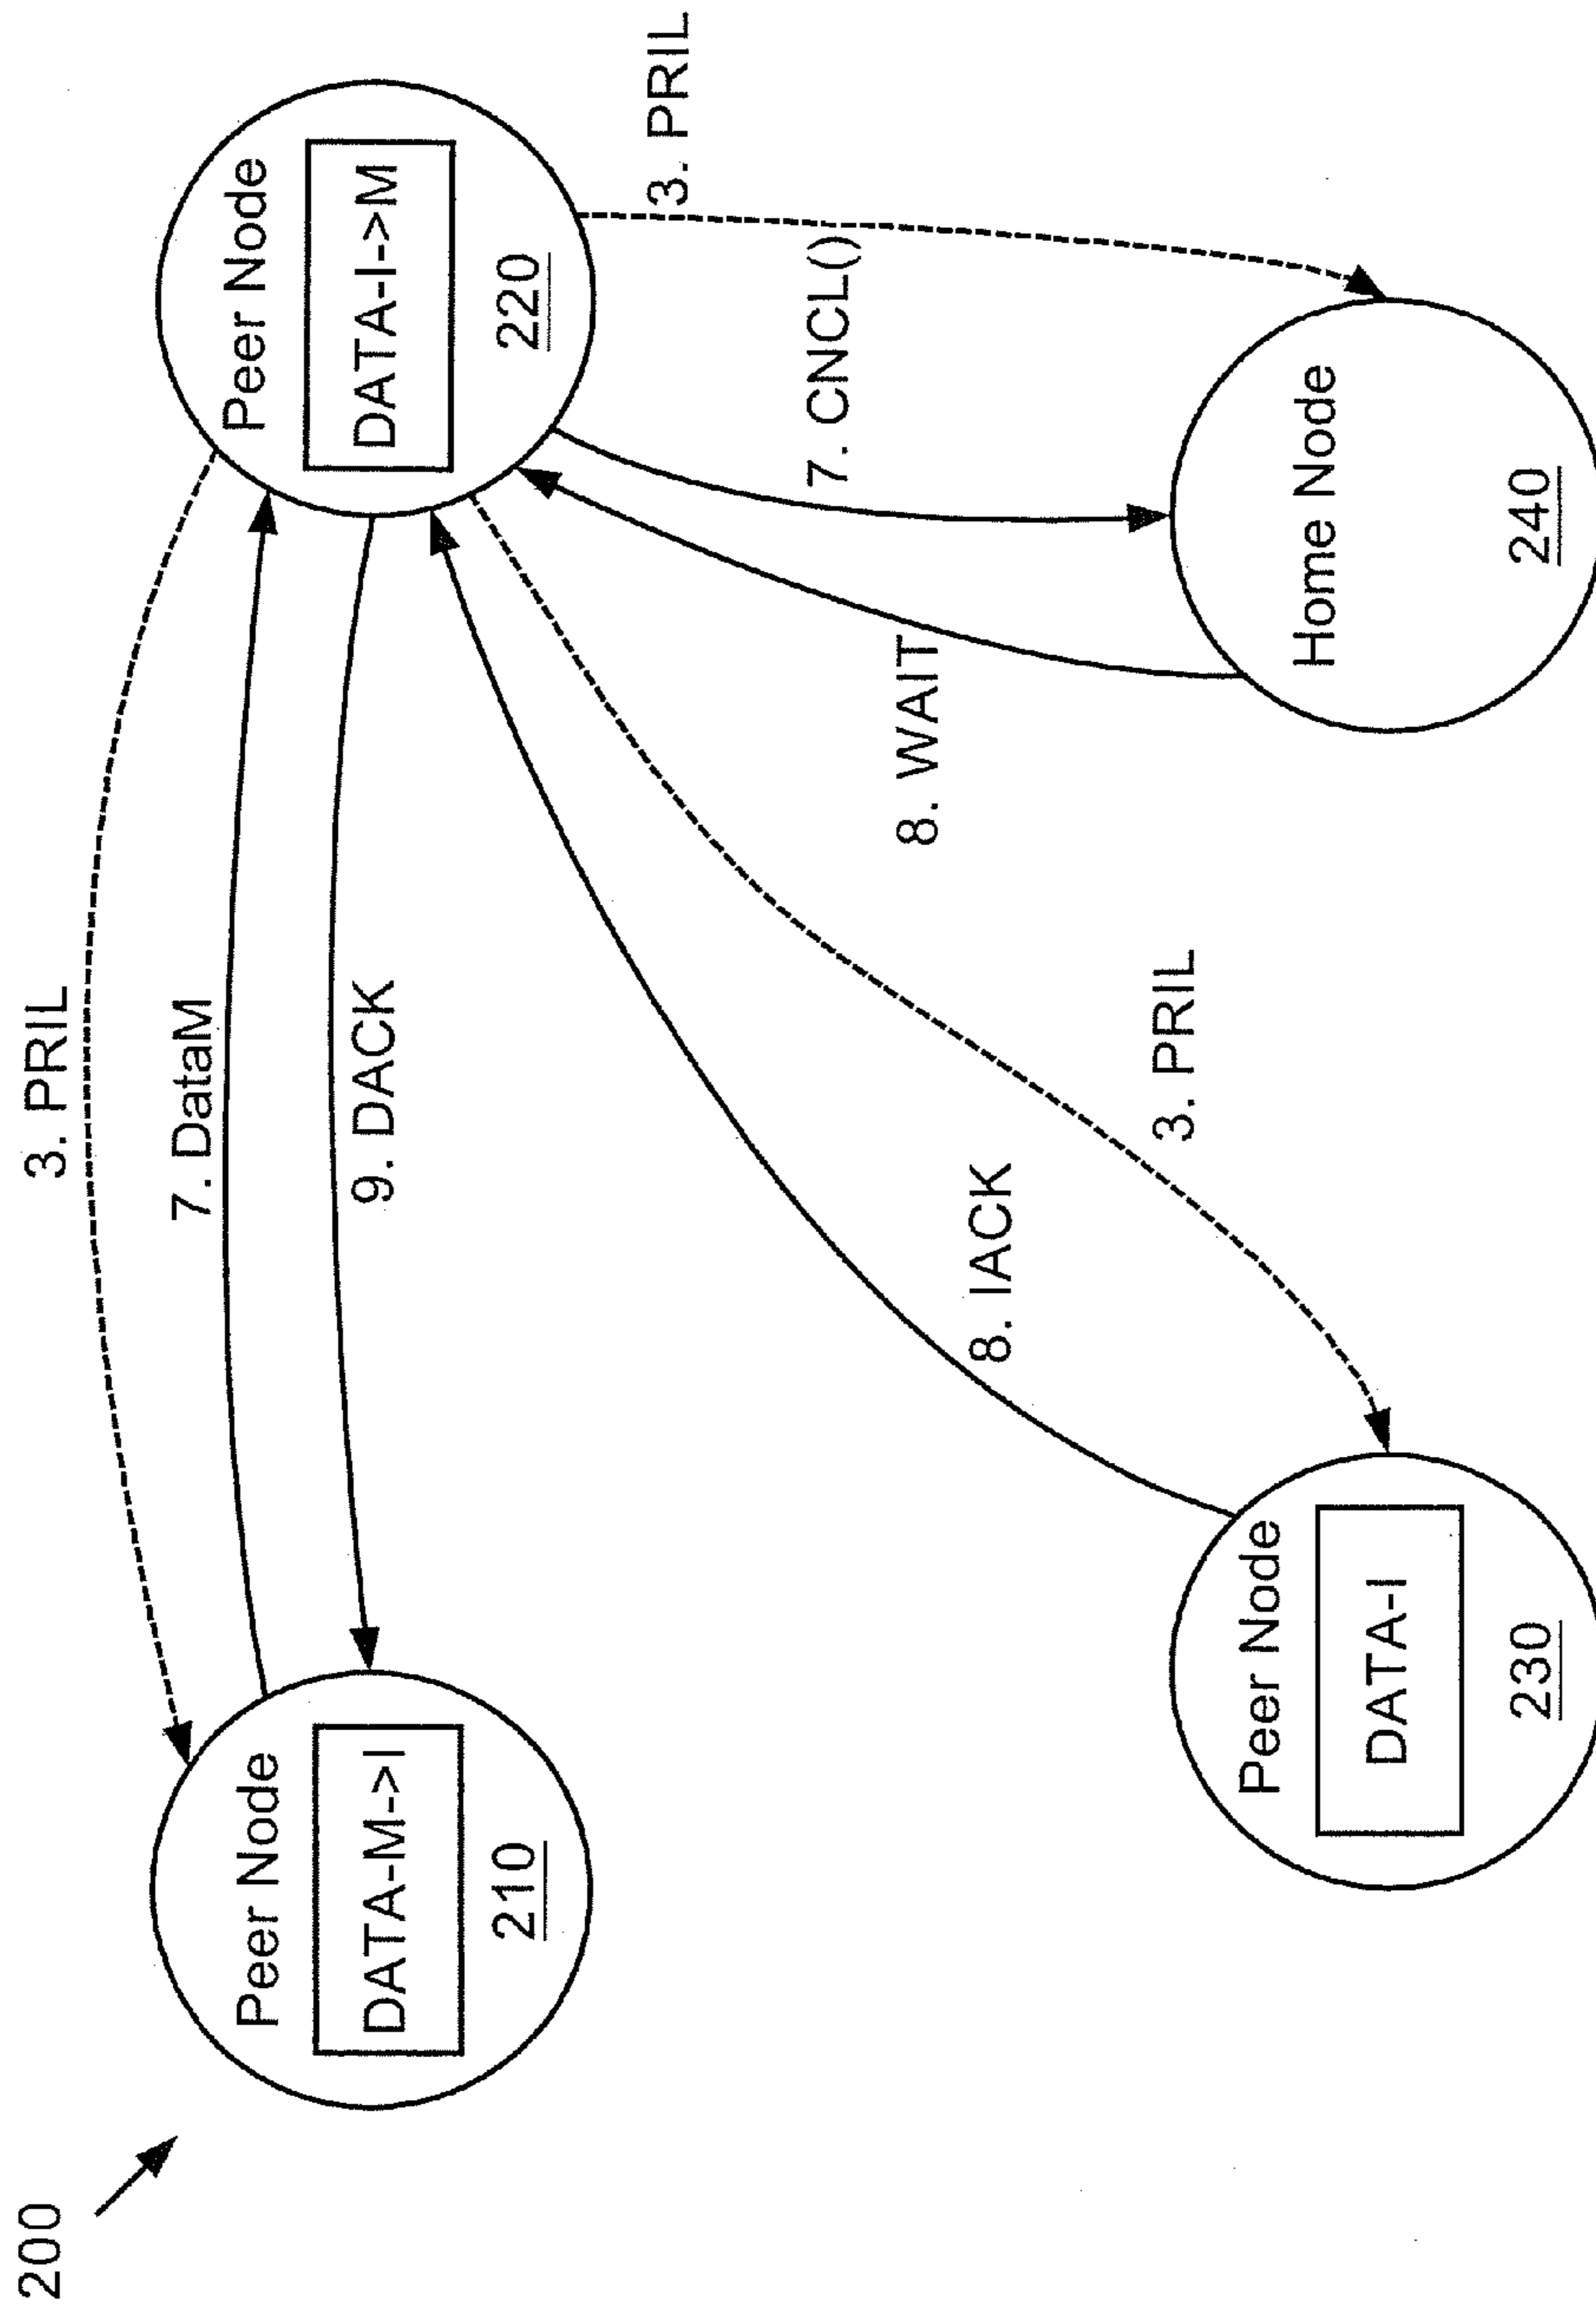 200
3. PRIL
7. DataM
9. DACK
Peer Node
DATA-M->I
210
Peer Node
DATA-I->M
220
3. PRIL
7. CNCL()
8. WAIT
8. IACK
3. PRIL
Peer Node
DATA-I
230
Home Node
240